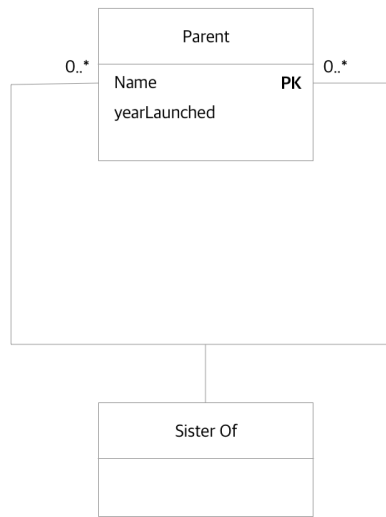 Parent
0..*
0..*
Name PK
yearLaunched
Sister Of